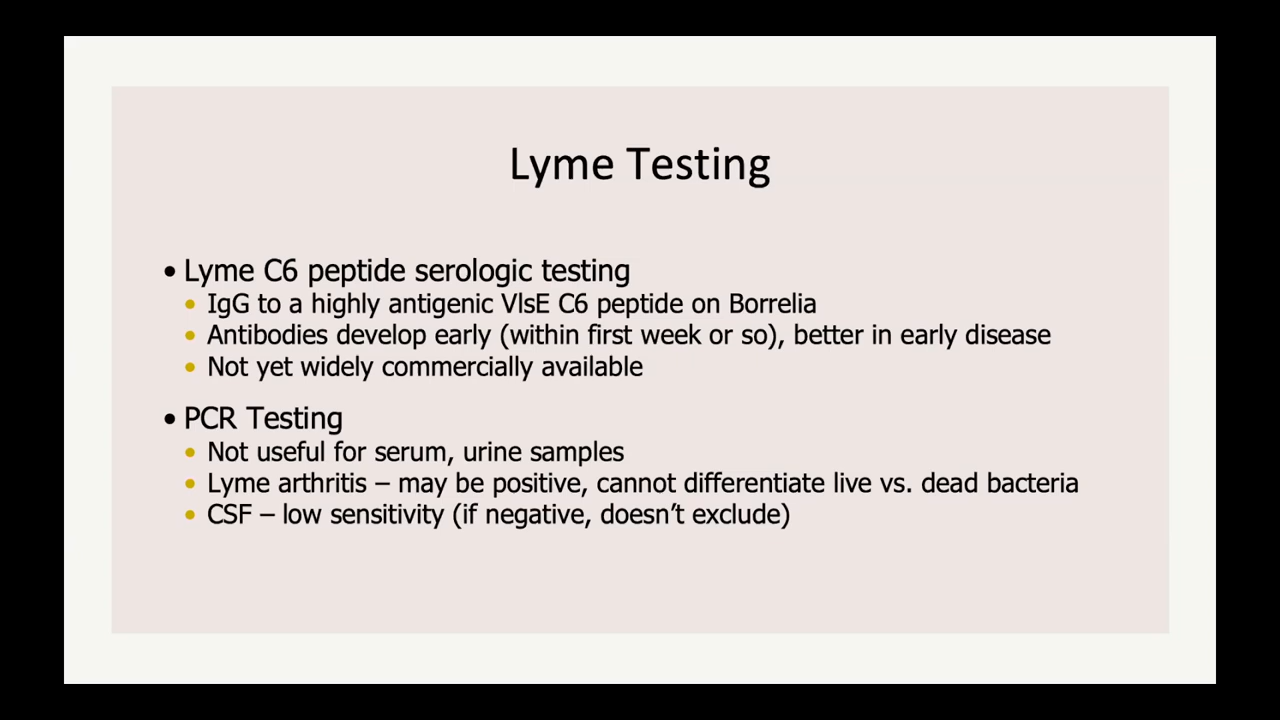 Lyme Testing
• Lyme C6 peptide serologic testing
• IgG to a highly antigenic VlsE C6 peptide on Borrelia
• Antibodies develop early (within first week or so), better in early disease
• Not yet widely commercially available
• PCR Testing
• Not useful for serum, urine samples
• Lyme arthritis – may be positive, cannot differentiate live vs. dead bacteria
• CSF – low sensitivity (if negative, doesn’t exclude)